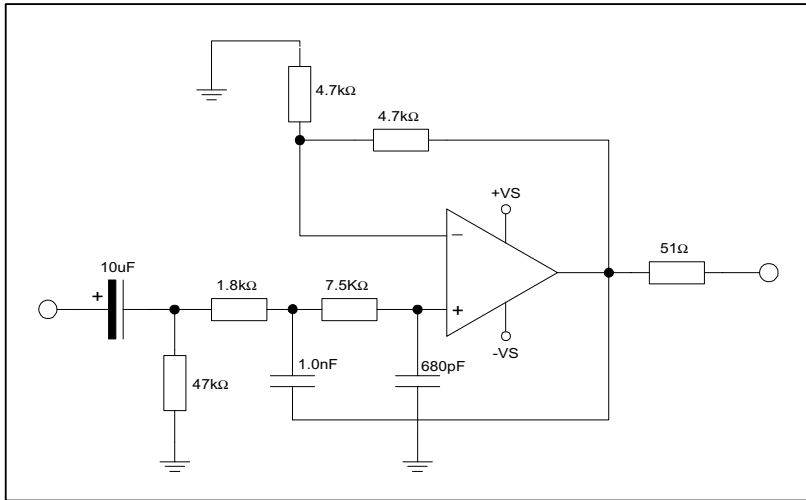 4.7kΩ
4.7kΩ
+VS
−
51Ω
10uF
+
1.8kΩ
7.5KΩ
+
-VS
1.0nF
680pF
47kΩ